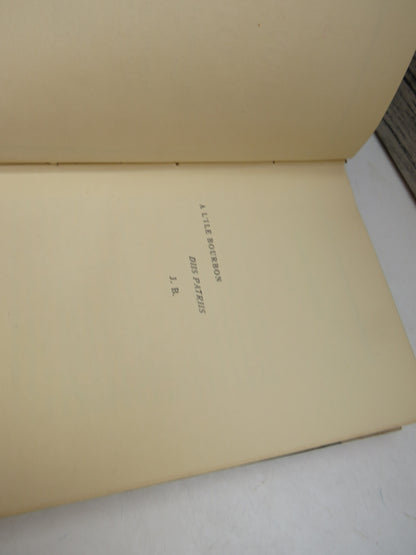 A L'ILE BOURBON
DIIS PATRIIS
J. B.